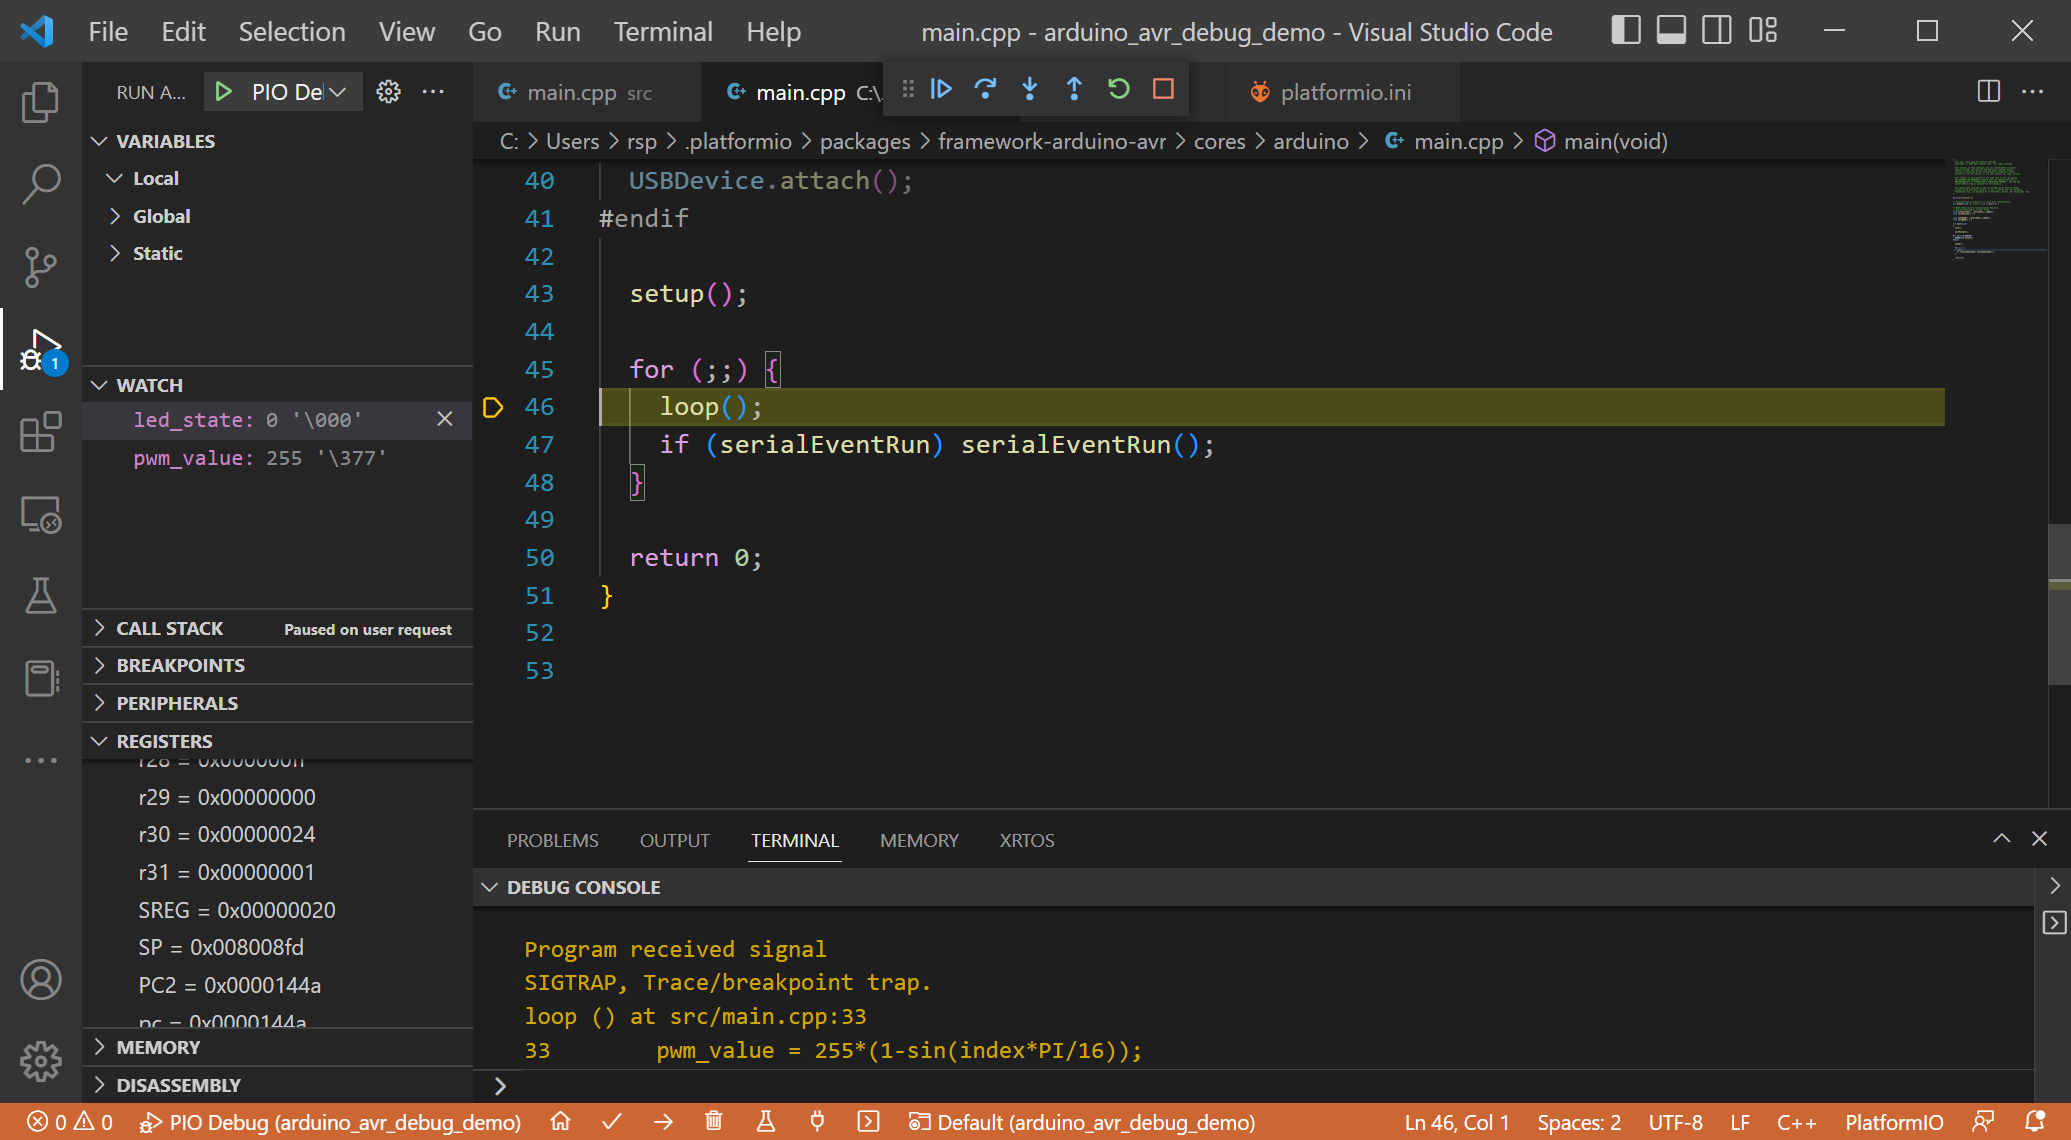 File Edit Selection View Go Run Terminal Help main.cpp - arduino_avr_debug_demo - Visual Studio Code
RUN A... PIO De
main.cpp src main.cpp C:\. platformio.ini
C: > Users > rsp > .platformio > packages > framework-arduino-avr > cores > arduino > main.cpp > main(void)
VARIABLES
Local
Global
Static
WATCH
led_state: 0 '\000'
pwm_value: 255 '\377'
CALL STACK Paused on user request
BREAKPOINTS
PERIPHERALS
REGISTERS
r28 = 0x000000ff
r29 = 0x00000000
r30 = 0x00000024
r31 = 0x00000001
SREG = 0x00000020
SP = 0x008008fd
PC2 = 0x0000144a
pc = 0x0000144a
MEMORY
DISASSEMBLY
1
40 USBDevice.attach();
41 #endif
42
43 setup();
44
45 for (;;) {
46 loop();
47 if (serialEventRun) serialEventRun();
48 }
49
50 return 0;
51 }
52
53
PROBLEMS OUTPUT TERMINAL MEMORY XRTOS
DEBUG CONSOLE
Program received signal
SIGTRAP, Trace/breakpoint trap.
loop () at src/main.cpp:33
33 pwm_value = 255*(1-sin(index*PI/16));
>
0 0 PIO Debug (arduino_avr_debug_demo) Default (arduino_avr_debug_demo) Ln 46, Col 1 Spaces: 2 UTF-8 LF C++ PlatformIO